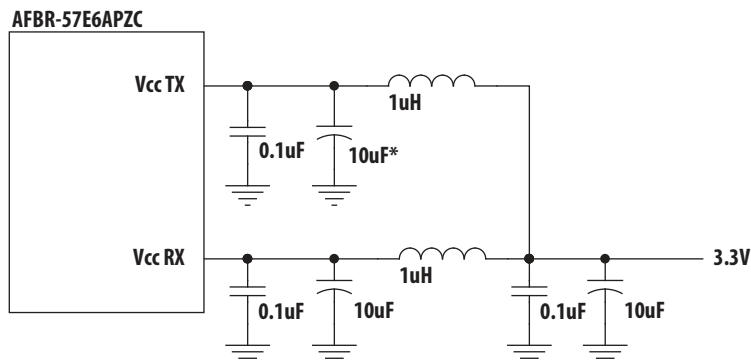 AFBR-57E6APZC
Vcc TX
1uH
0.1uF
10uF*
Vcc RX
3.3V
1uH
0.1uF
10uF
0.1uF
10uF